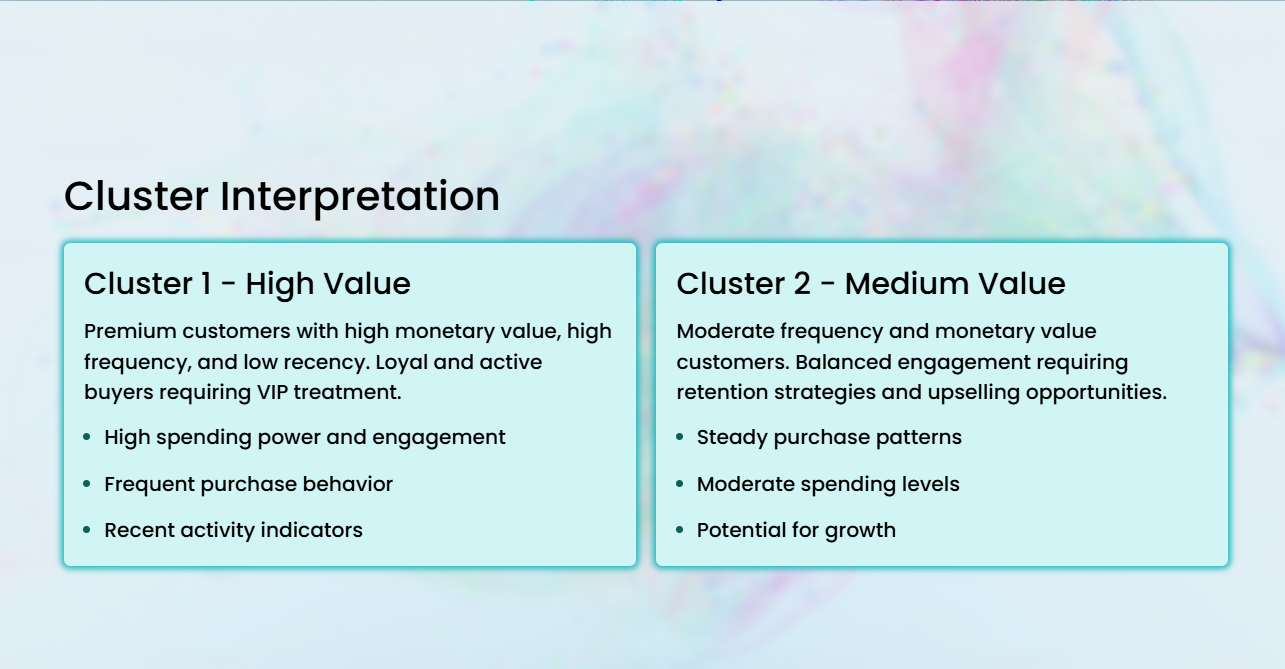 Cluster Interpretation
Cluster 1 - High Value
Premium customers with high monetary value, high
frequency, and low recency. Loyal and active
buyers requiring VIP treatment.
• High spending power and engagement
• Frequent purchase behavior
• Recent activity indicators
Cluster 2 - Medium Value
Moderate frequency and monetary value
customers. Balanced engagement requiring
retention strategies and upselling opportunities.
• Steady purchase patterns
• Moderate spending levels
• Potential for growth